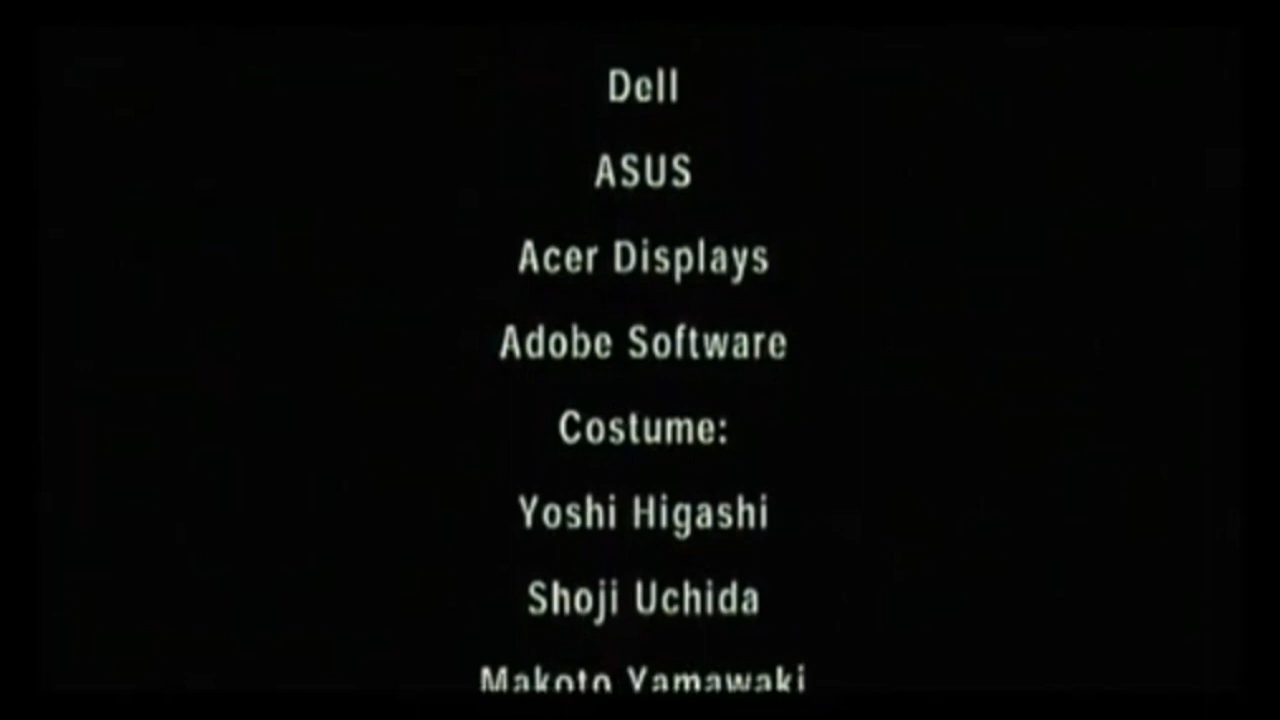 Dell
ASUS
Acer Displays
Adobe Software
Costume:
Yoshi Higashi
Shoji Uchida
Makoto Yamawaki